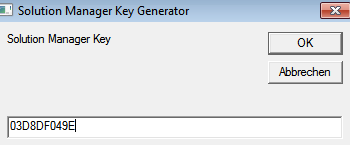 Solution Manager Key Generator
Solution Manager Key
OK
Abbrechen
03D8DF049E